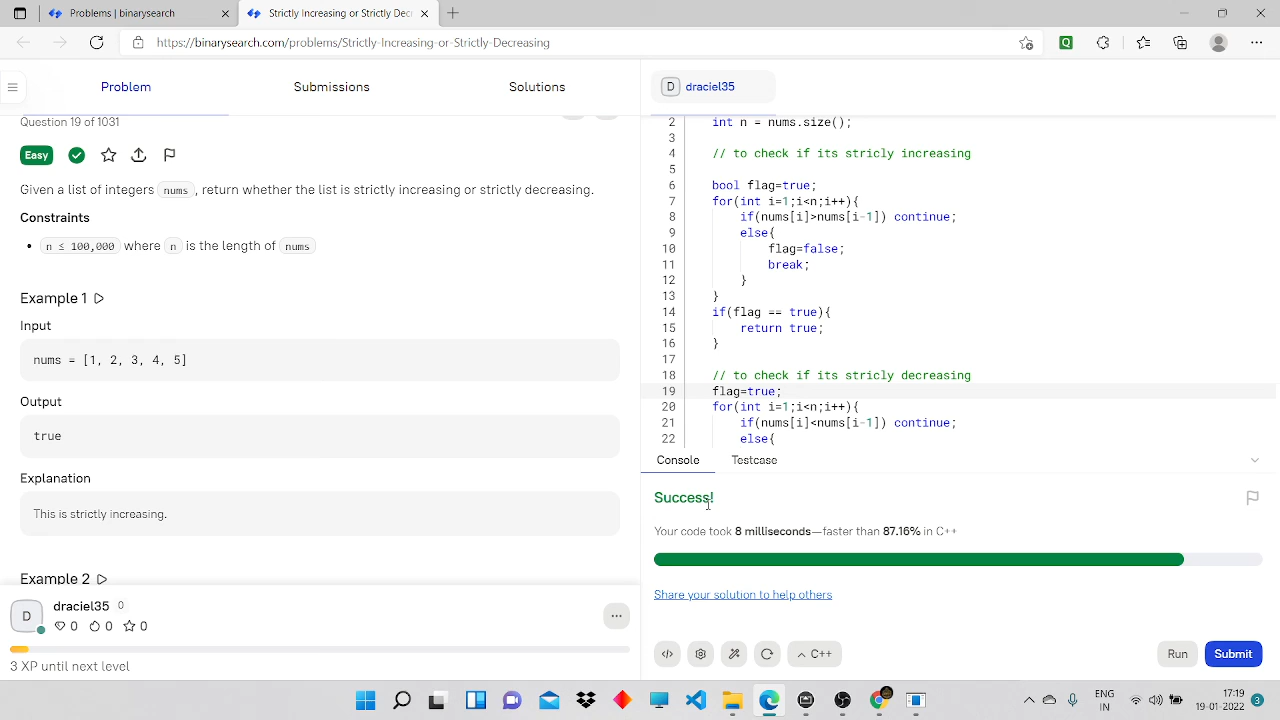 Problems | binarysearch
Strictly Increasing or Strictly Dec
https://binarysearch.com/problems/Strictly-Increasing-or-Strictly-Decreasing
Problem
Submissions
Solutions
D draciel35
Question 19 of 1031
Easy
Given a list of integers nums, return whether the list is strictly increasing or strictly decreasing.
Constraints
• n ≤ 100,000 where n is the length of nums
Example 1
Input
nums = [1, 2, 3, 4, 5]
Output
true
Explanation
This is strictly increasing.
Example 2
D draciel35 0
0 0 0
3 XP until next level
2 int n = nums.size();
3
4 // to check if its stricly increasing
5
6 bool flag=true;
7 for(int i=1;i<n;i++){
8 if(nums[i]>nums[i-1]) continue;
9 else{
10 flag=false;
11 break;
12 }
13 }
14 if(flag == true){
15 return true;
16 }
17
18 // to check if its stricly decreasing
19 flag=true;
20 for(int i=1;i<n;i++){
21 if(nums[i]<nums[i-1]) continue;
22 else{
Console
Testcase
Success!
Your code took 8 milliseconds—faster than 87.16% in C++
Share your solution to help others
C++
Run
Submit
ENG
IN
17:19
19-01-2022
3